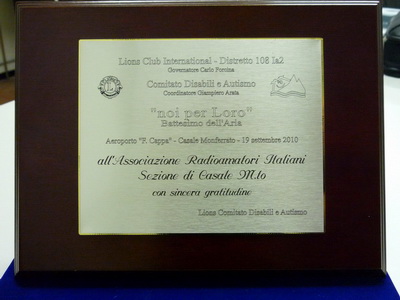 Lions Club International - Distretto 108 Ia2
Governatore Carlo Forcina
Comitato Disabili e Autismo
Coordinatore Giampiero Arata
"noi per Loro"
Battesimo dell'Aria
Aeroporto "F. Cappa" - Casale Monferrato - 19 settembre 2010
all'Associazione Radioamatori Italiani
Sezione di Casale M.to
con sincera gratitudine
Lions Comitato Disabili e Autismo